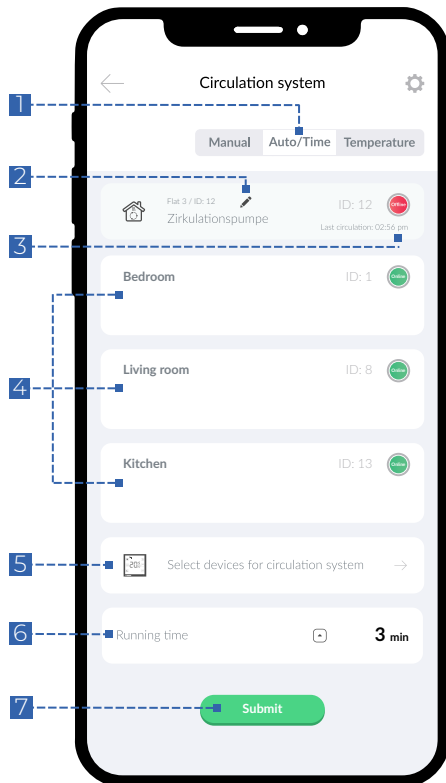 Circulation system
1
Manual Auto/Time Temperature
2
Flat 3 / ID: 12
ID: 12 Offline
Zirkulationspumpe
Last circulation: 02:56 pm
3
Bedroom ID: 1 Online
Living room ID: 8 Online
4
Kitchen ID: 13 Online
5
Select devices for circulation system
6
Running time 3 min
7
Submit